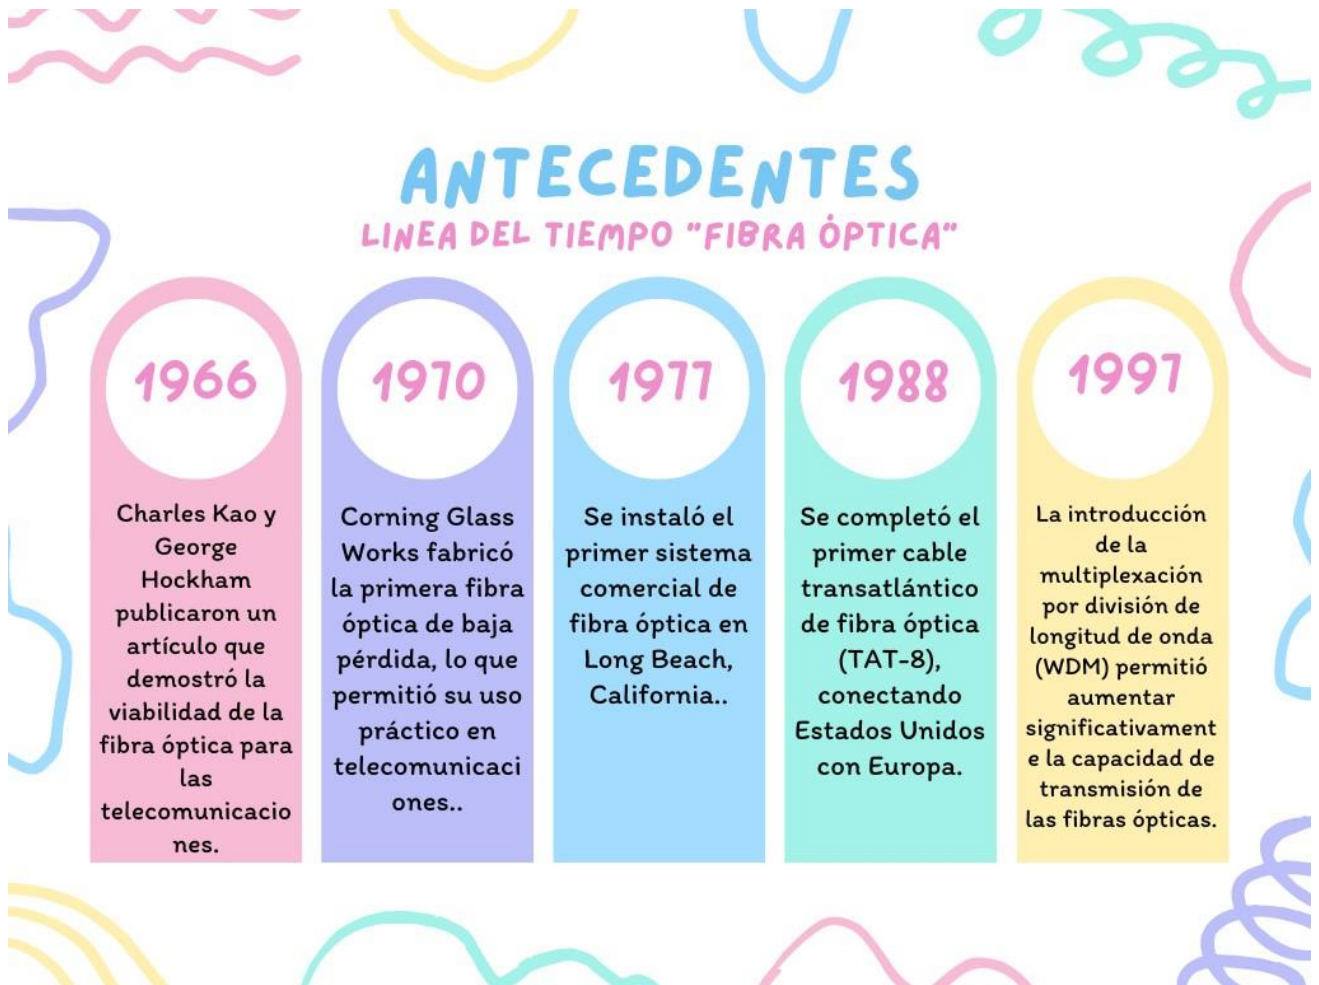 ANTECEDENTES
LINEA DEL TIEMPO "FIBRA ÓPTICA"
1966
Charles Kao y
George
Hockham
publicaron un
artículo que
demostró la
viabilidad de la
fibra óptica para
las
telecomunicacio
nes.
1970
Corning Glass
Works fabricó
la primera fibra
óptica de baja
pérdida, lo que
permitió su uso
práctico en
telecomunicaci
ones..
1977
Se instaló el
primer sistema
comercial de
fibra óptica en
Long Beach,
California..
1988
Se completó el
primer cable
transatlántico
de fibra óptica
(TAT-8),
conectando
Estados Unidos
con Europa.
1997
La introducción
de la
multiplexación
por división de
longitud de onda
(WDM) permitió
aumentar
significativament
e la capacidad de
transmisión de
las fibras ópticas.